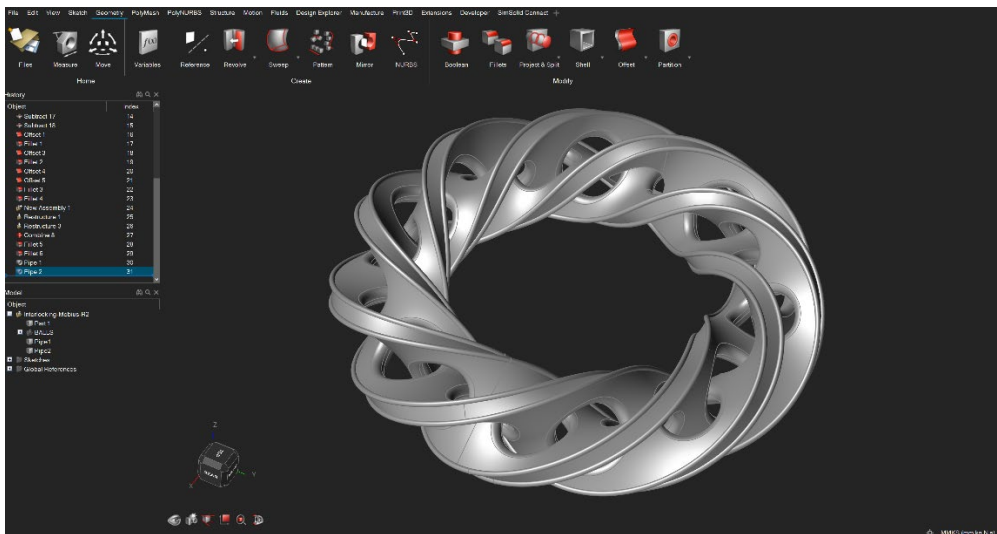 File Edit View Sketch Geometry PolyMesh PolyNURBS Structure Motion Fluids Design Explorer Manufacture Print3D Extensions Developer SimSolid Connect +
Files Measure Move Variables Reference Revolve Sweep Pattern Mirror NURBS Boolean Fillets Project & Split Shell Offset Partition
Home Create Modify
History
Object Index
Subtract 17 14
Subtract 18 15
Offset 1 16
Fillet 1 17
Offset 3 18
Fillet 2 19
Offset 4 20
Offset 5 21
Fillet 3 22
Fillet 4 23
New Assembly 1 24
Restructure 1 25
Restructure 3 26
Combine 6 27
Fillet 5 28
Fillet 6 29
Pipe 1 30
Pipe 2 31
Model
Object
Interlocking-Mobius-R2
Part 1
BALLS
Pipe1
Pipe2
Sketches
Global References
Z
Y
X